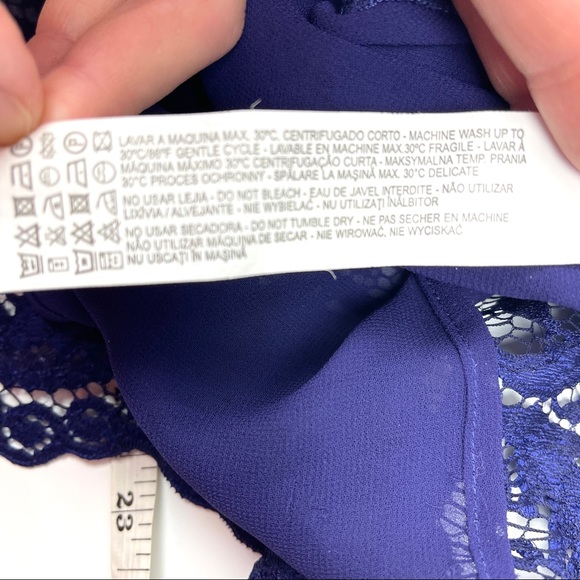 LAVAR A MAQUINA MAX. 30ºC. CENTRIFUGADO CORTO - MACHINE WASH UP TO
30ºC/86ºF GENTLE CYCLE - LAVABLE EN MACHINE MAX.30ºC FRAGILE - LAVAR À
MÁQUINA MÁXIMO 30ºC CENTRIFUGAÇÃO CURTA - MAKSYMALNA TEMP. PRANIA
30ºC PROCES OCHRONNY - SPĂLARE LA MAŞINĂ MAX. 30ºC DELICATE
NO USAR LEJIA - DO NOT BLEACH - EAU DE JAVEL INTERDITE - NÃO UTILIZAR
LIXÍVIA / ALVEJANTE - NIE WYBIELAĆ - NU UTILIZAŢI ÎNĂLBITOR
NO USAR SECADORA - DO NOT TUMBLE DRY - NE PAS SECHER EN MACHINE
NÃO UTILIZAR MÁQUINA DE SECAR - NIE WIROWAĆ, NIE WYCISKAĆ
NU USCAŢI ÎN MAŞINĂ
23